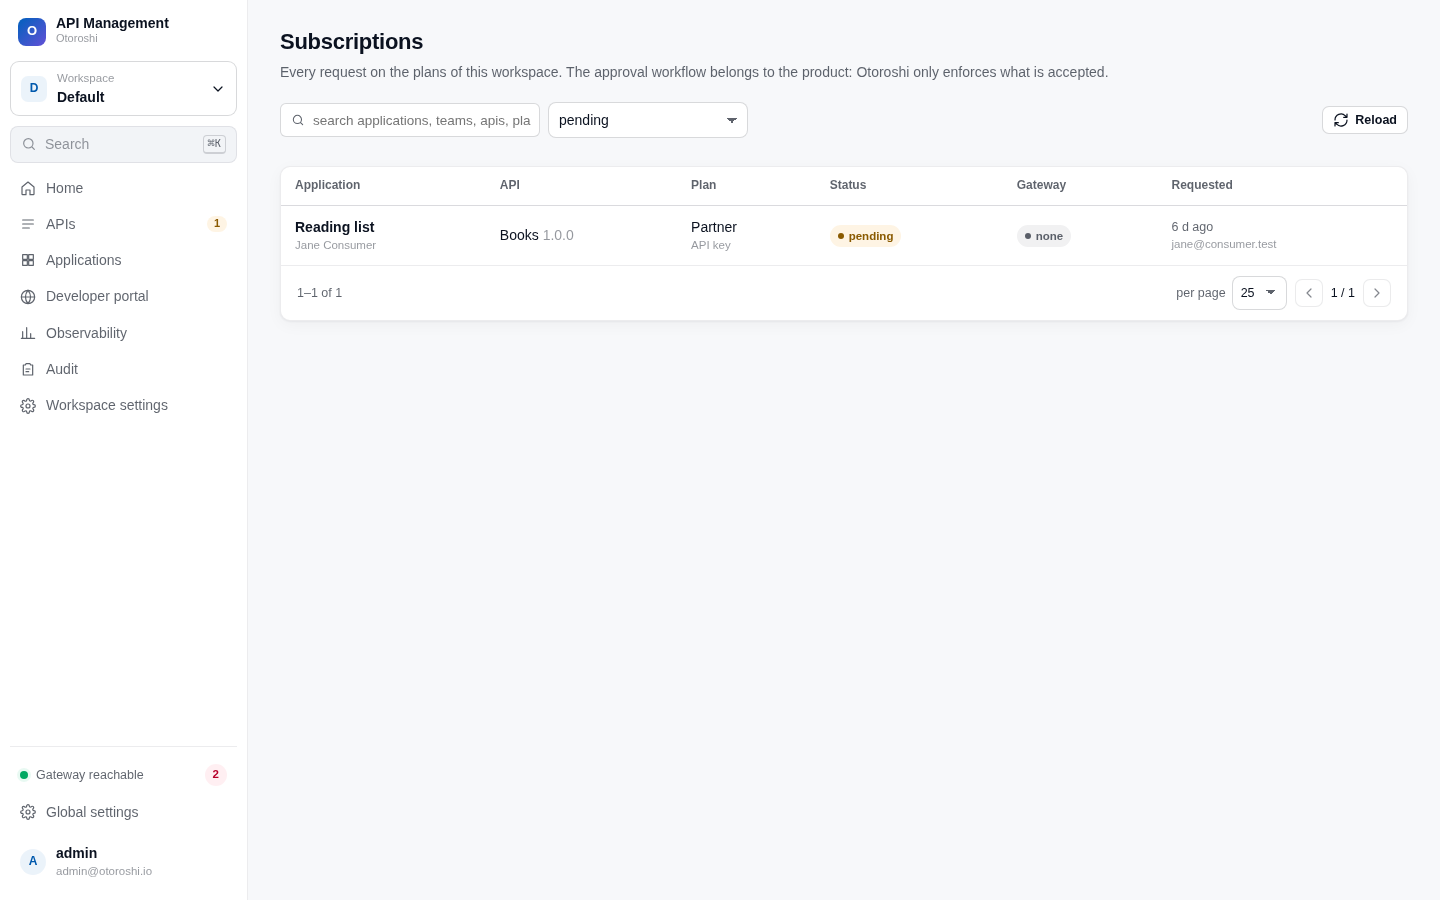 O
API Management
Otoroshi
D
Workspace
Default
Search
⌘K
Home
APIs
1
Applications
Developer portal
Observability
Audit
Workspace settings
Gateway reachable
2
Global settings
A
admin
admin@otoroshi.io
Subscriptions
Every request on the plans of this workspace. The approval workflow belongs to the product: Otoroshi only enforces what is accepted.
search applications, teams, apis, pla
pending
Reload
Application API Plan Status Gateway Requested
Reading list
Jane Consumer
Books 1.0.0
Partner
API key
pending
none
6 d ago
jane@consumer.test
1–1 of 1
per page 25
1 / 1